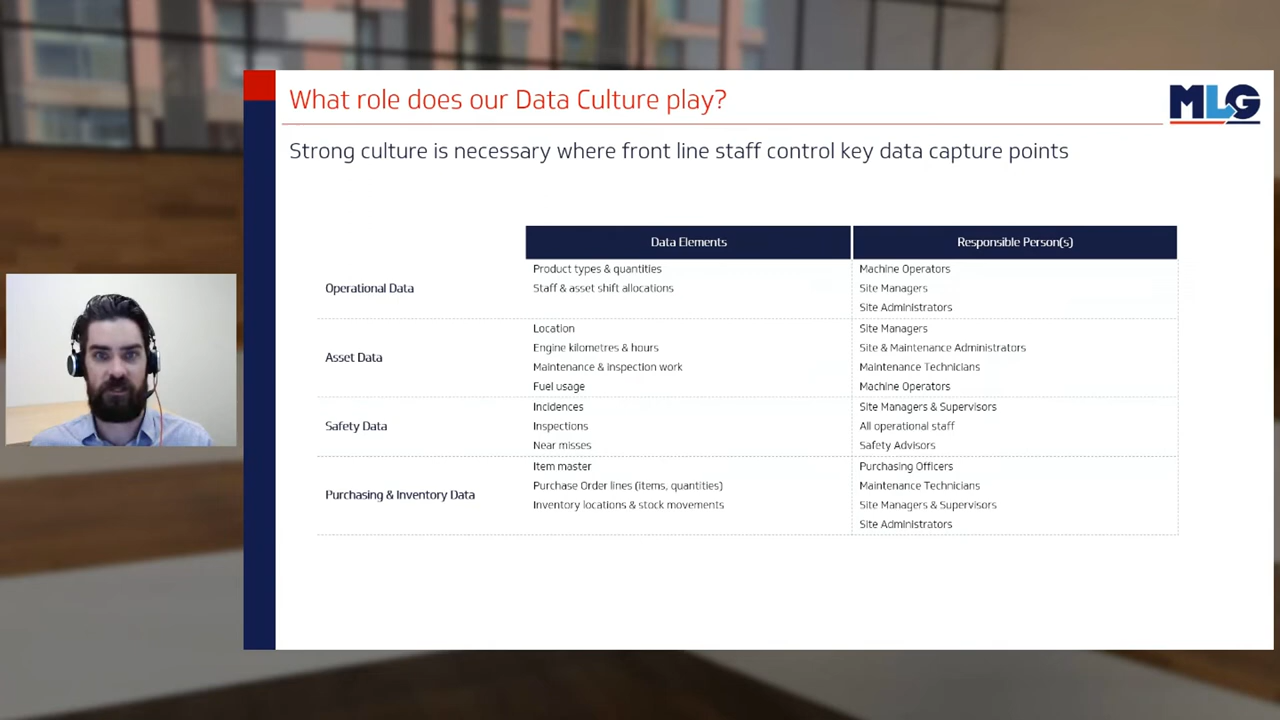 What role does our Data Culture play?
MLG
Strong culture is necessary where front line staff control key data capture points
Data Elements
Responsible Person(s)
Operational Data
Product types & quantities
Staff & asset shift allocations
Machine Operators
Site Managers
Site Administrators
Asset Data
Location
Engine kilometres & hours
Maintenance & inspection work
Fuel usage
Site Managers
Site & Maintenance Administrators
Maintenance Technicians
Machine Operators
Safety Data
Incidences
Inspections
Near misses
Site Managers & Supervisors
All operational staff
Safety Advisors
Purchasing & Inventory Data
Item master
Purchase Order lines (items, quantities)
Inventory locations & stock movements
Purchasing Officers
Maintenance Technicians
Site Managers & Supervisors
Site Administrators